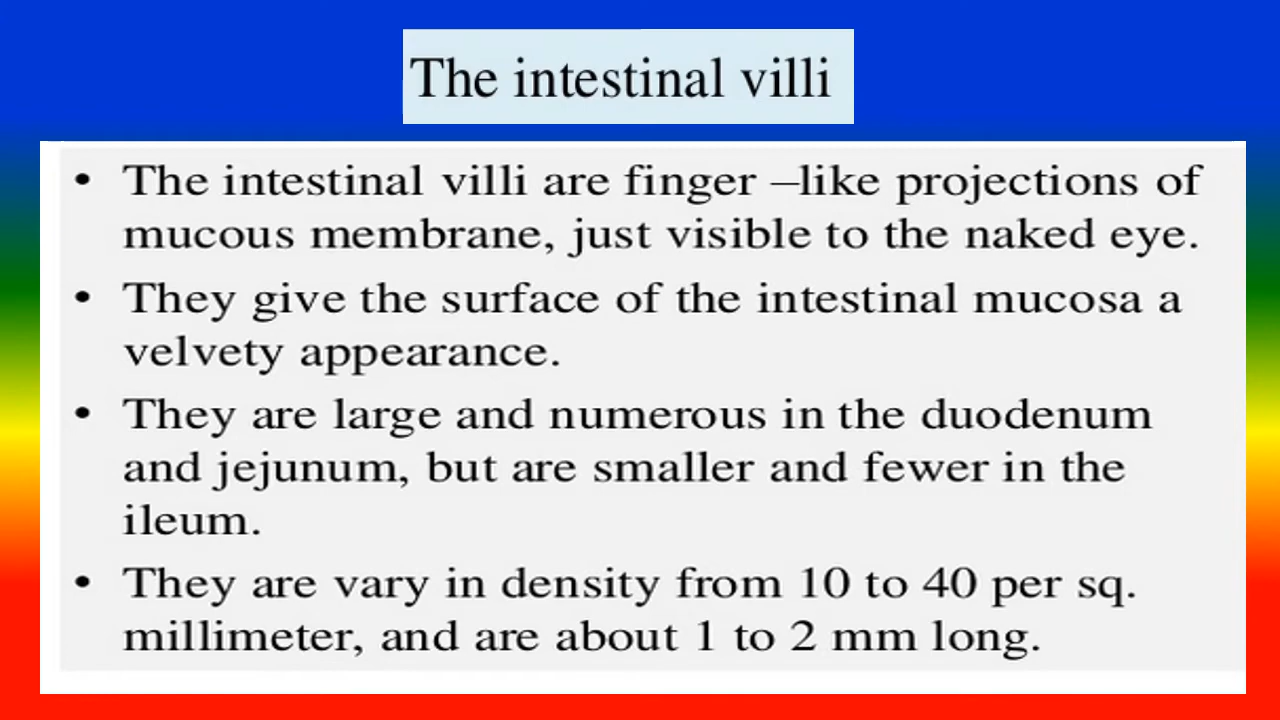 The intestinal villi
• The intestinal villi are finger –like projections of
mucous membrane, just visible to the naked eye.
• They give the surface of the intestinal mucosa a
velvety appearance.
• They are large and numerous in the duodenum
and jejunum, but are smaller and fewer in the
ileum.
• They are vary in density from 10 to 40 per sq.
millimeter, and are about 1 to 2 mm long.